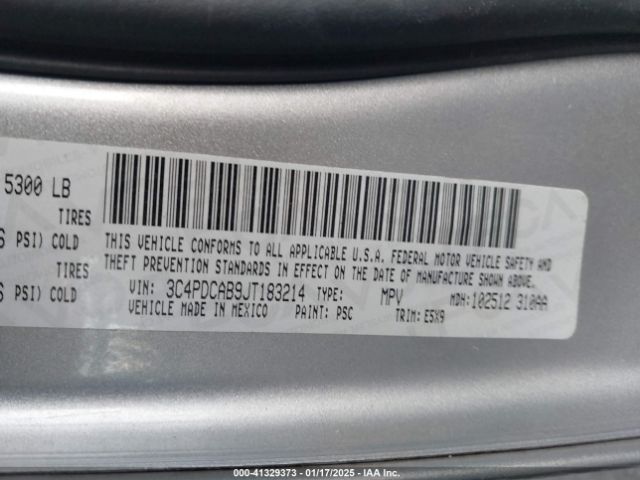 5300 LB
TIRES
PSI) COLD
TIRES
PSI) COLD
THIS VEHICLE CONFORMS TO ALL APPLICABLE U.S.A. FEDERAL MOTOR VEHICLE SAFETY AND
THEFT PREVENTION STANDARDS IN EFFECT ON THE DATE OF MANUFACTURE SHOWN ABOVE.
VIN: 3C4PDCAB9JT183214 TYPE: MPV MDH:102512 310AA
VEHICLE MADE IN MEXICO PAINT: PSC TRIM:E5X9
000-41329373 - 01/17/2025 - IAA Inc.